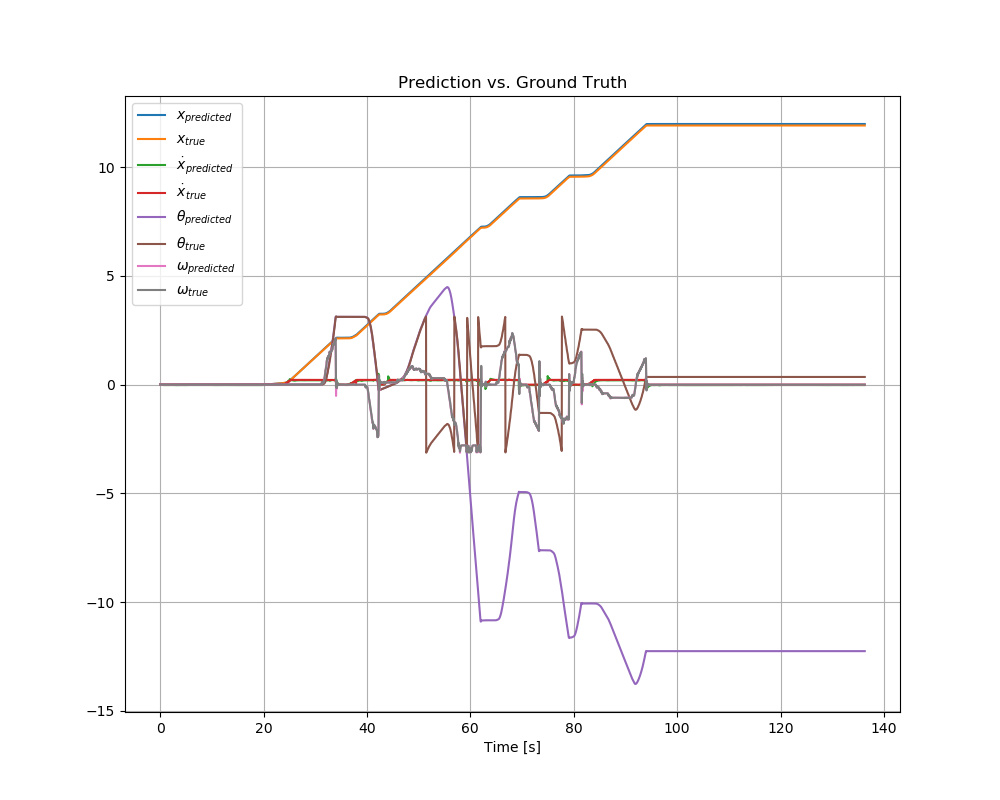 Prediction vs. Ground Truth
x_predicted
x_true
ẋ_predicted
ẋ_true
θ_predicted
θ_true
ω_predicted
ω_true
10
5
0
−5
−10
−15
0 20 40 60 80 100 120 140
Time [s]